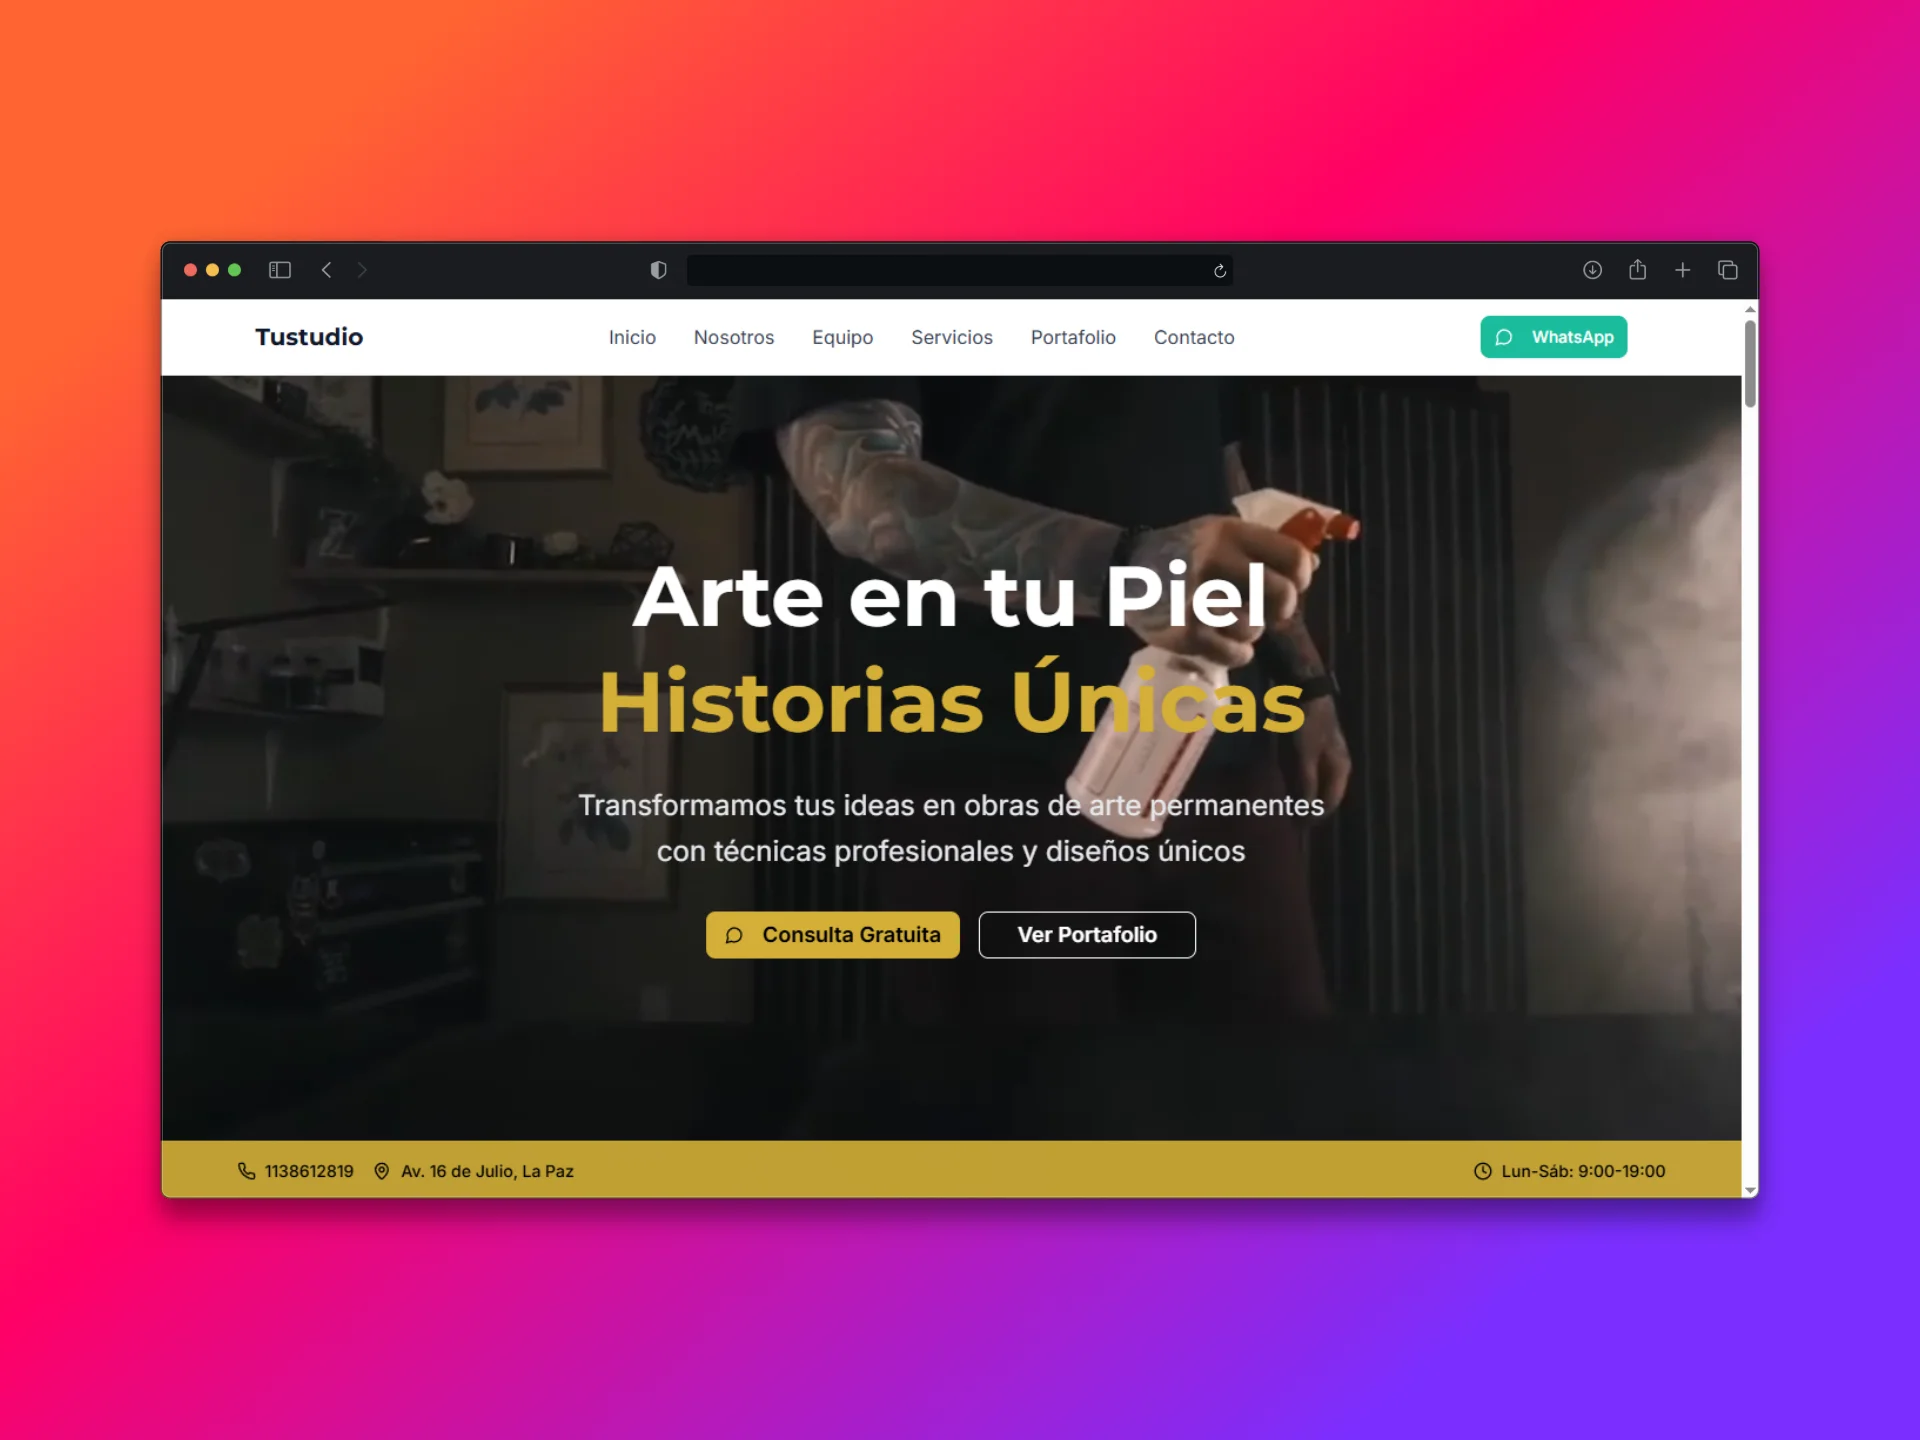 Tustudio
Inicio
Nosotros
Equipo
Servicios
Portafolio
Contacto
WhatsApp
Arte en tu Piel
Historias Únicas
Transformamos tus ideas en obras de arte permanentes
con técnicas profesionales y diseños únicos
Consulta Gratuita
Ver Portafolio
1138612819
Av. 16 de Julio, La Paz
Lun-Sáb: 9:00-19:00